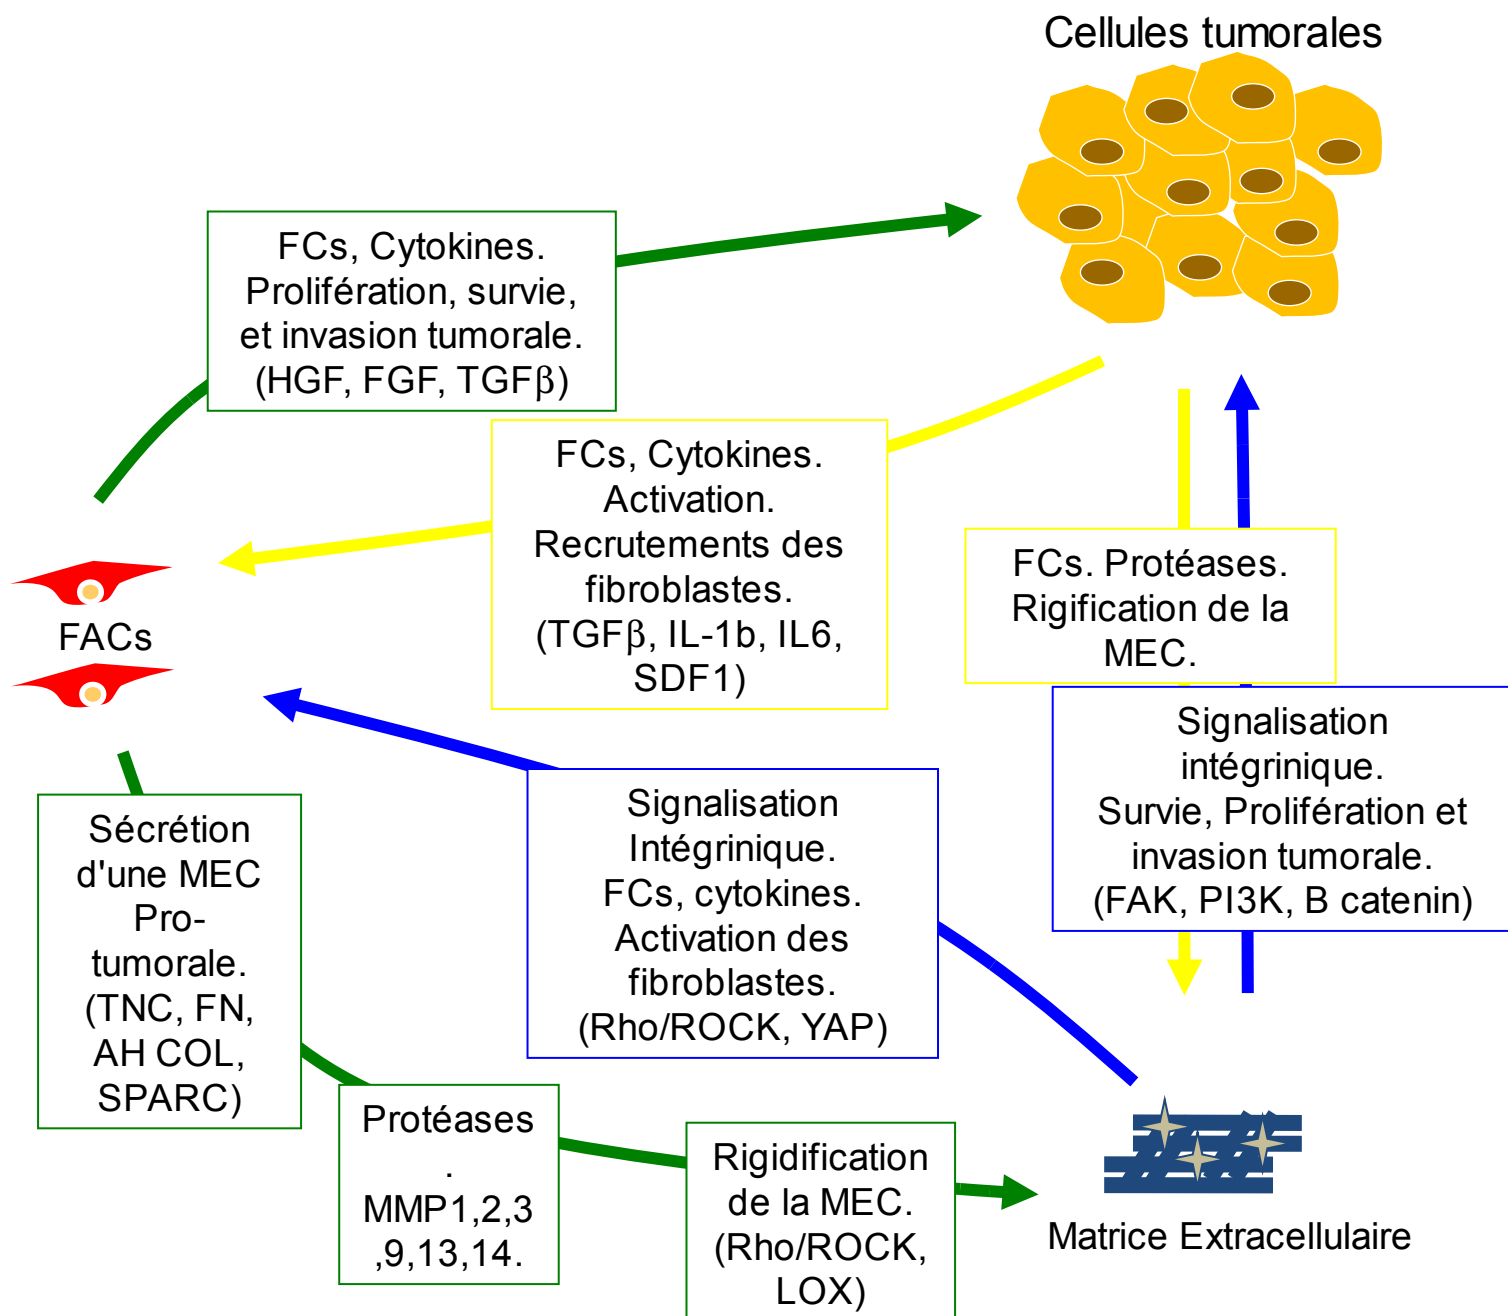 Cellules tumorales
FCs, Cytokines.
Prolifération, survie,
et invasion tumorale.
(HGF, FGF, TGFβ)
FCs, Cytokines.
Activation.
Recrutements des
fibroblastes.
(TGFβ, IL-1b, IL6,
SDF1)
FCs. Protéases.
Rigification de la
MEC.
FACs
Signalisation
intégrinique.
Survie, Prolifération et
invasion tumorale.
(FAK, PI3K, B catenin)
Signalisation
Intégrinique.
FCs, cytokines.
Activation des
fibroblastes.
(Rho/ROCK, YAP)
Sécrétion
d'une MEC
Pro-
tumorale.
(TNC, FN,
AH COL,
SPARC)
Protéases
.
MMP1,2,3
,9,13,14.
Rigidification
de la MEC.
(Rho/ROCK,
LOX)
Matrice Extracellulaire